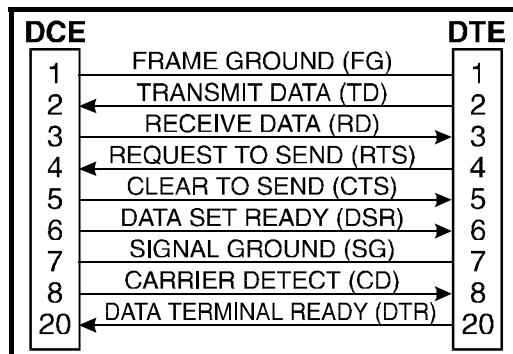 DCE DTE
1 FRAME GROUND (FG) 1
2 TRANSMIT DATA (TD) 2
3 RECEIVE DATA (RD) 3
4 REQUEST TO SEND (RTS) 4
5 CLEAR TO SEND (CTS) 5
6 DATA SET READY (DSR) 6
7 SIGNAL GROUND (SG) 7
8 CARRIER DETECT (CD) 8
20 DATA TERMINAL READY (DTR) 20